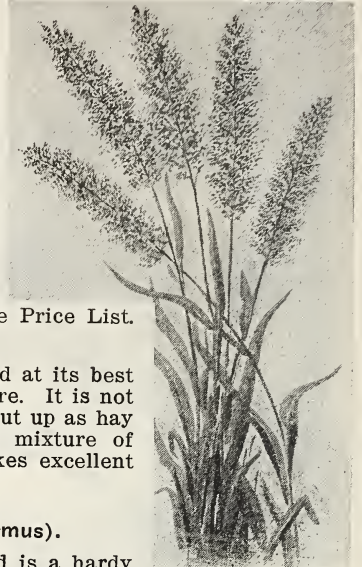 e Price List.
d at its best
re. It is not
ut up as hay
mixture of
kes excellent
mus).
d is a hardy